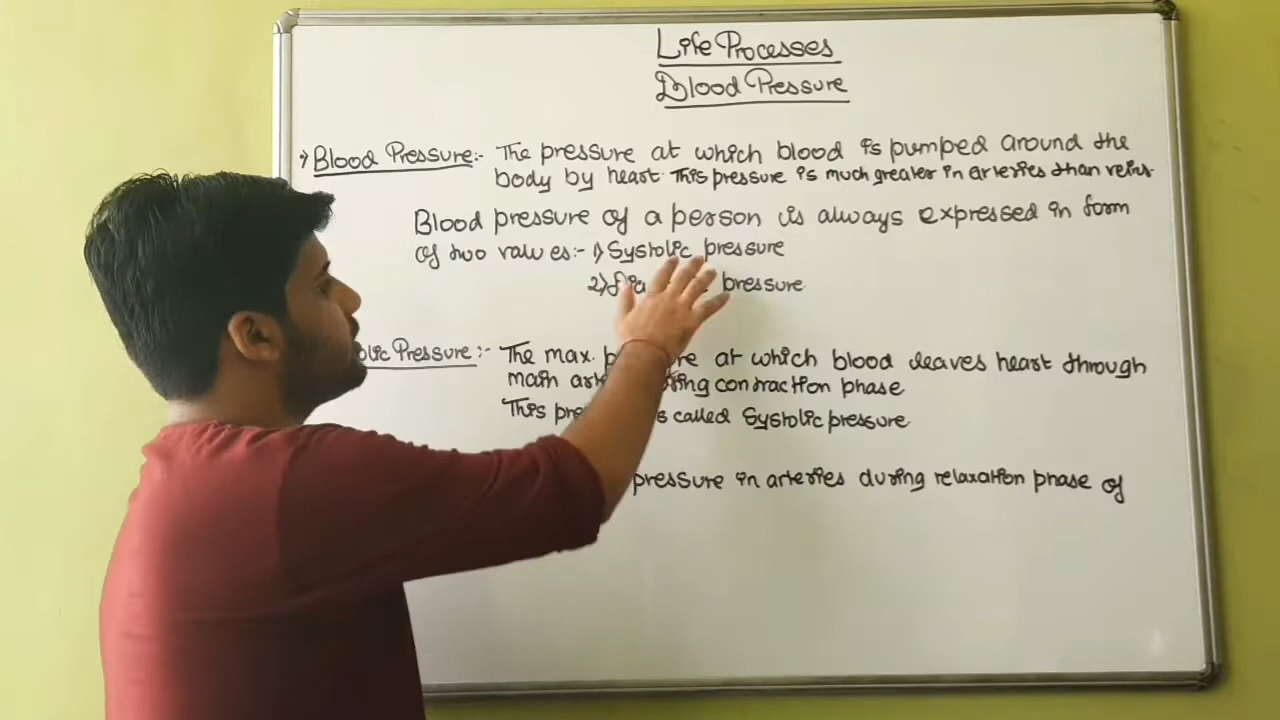 Life Processes
Blood Pressure
1) Blood Pressure:- The pressure at which blood is pumped around the
body by heart. This pressure is much greater in arteries than veins.
Blood pressure of a person is always expressed in form
of two values:- 1) Systolic pressure
2) pressure
Pressure:- The max. at which blood leaves heart through
main during contraction phase
This is called Systolic pressure.
pressure in arteries during relaxation phase of